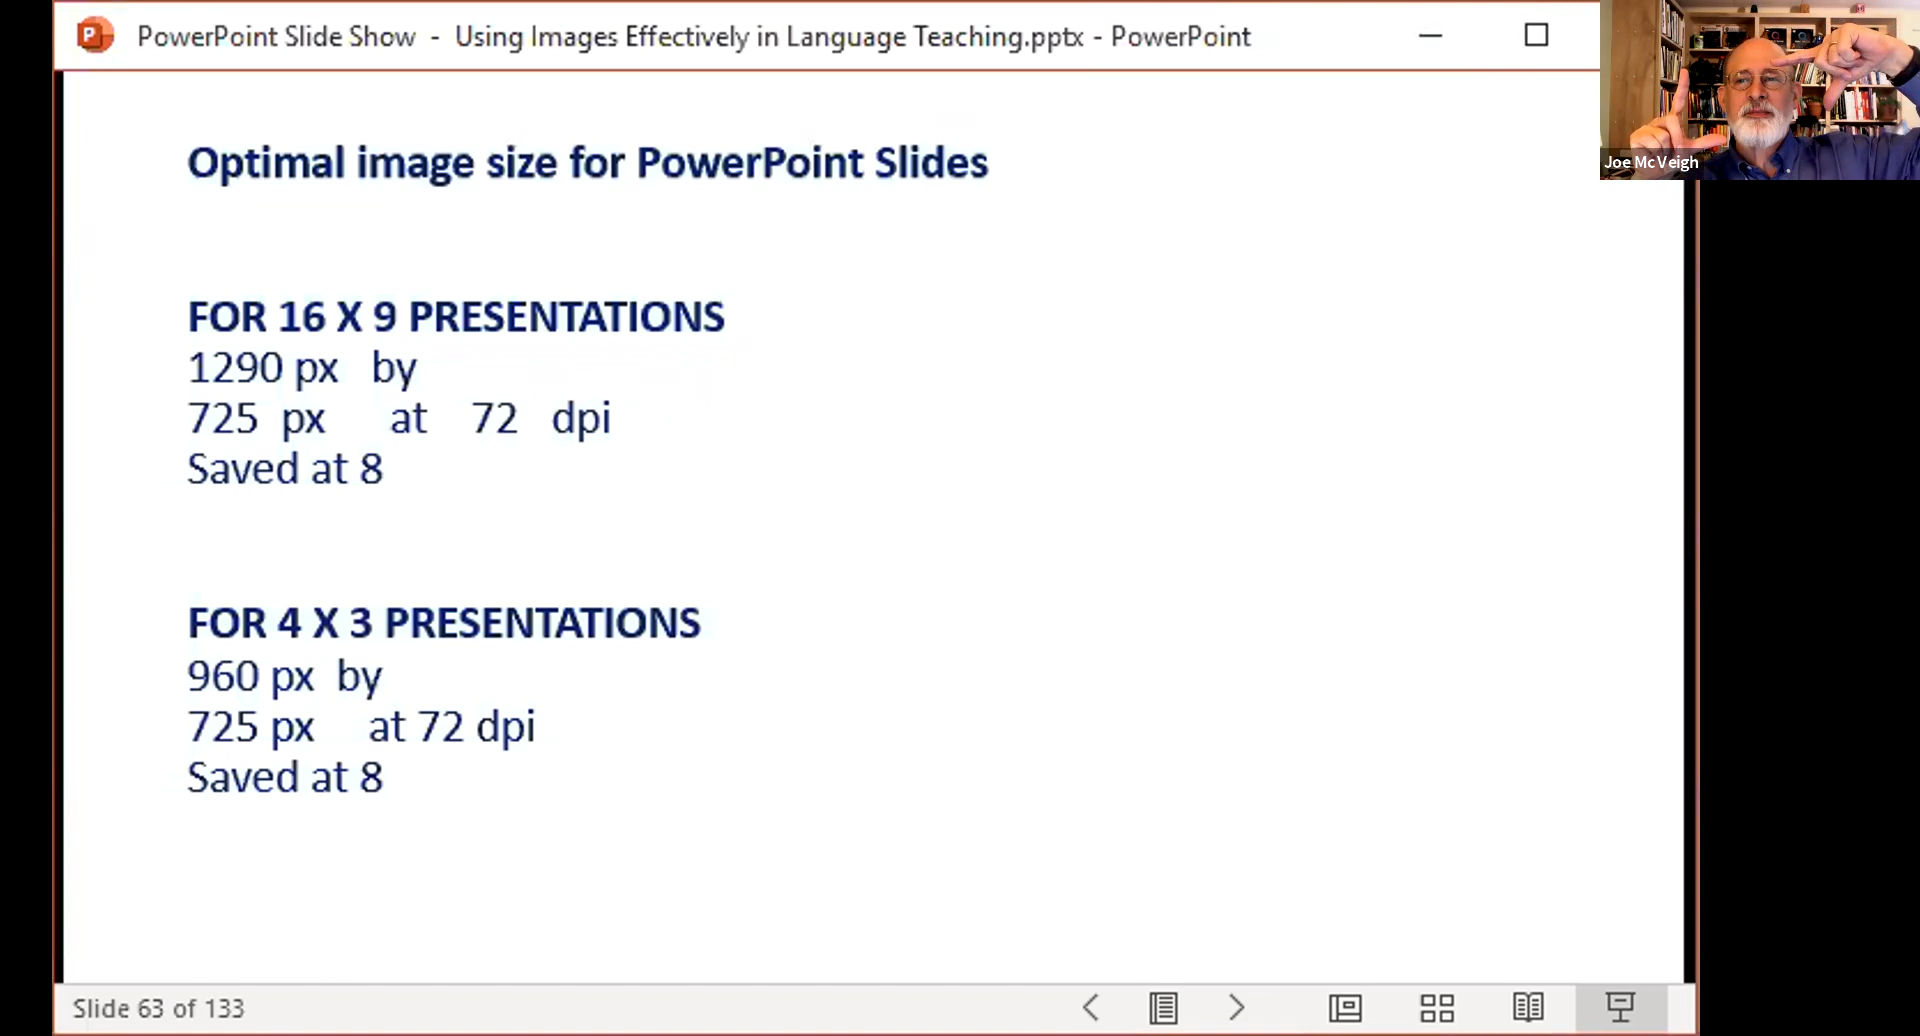 PowerPoint Slide Show - Using Images Effectively in Language Teaching.pptx - PowerPoint
Joe McVeigh
Optimal image size for PowerPoint Slides
FOR 16 X 9 PRESENTATIONS
1290 px by
725 px at 72 dpi
Saved at 8
FOR 4 X 3 PRESENTATIONS
960 px by
725 px at 72 dpi
Saved at 8
Slide 63 of 133